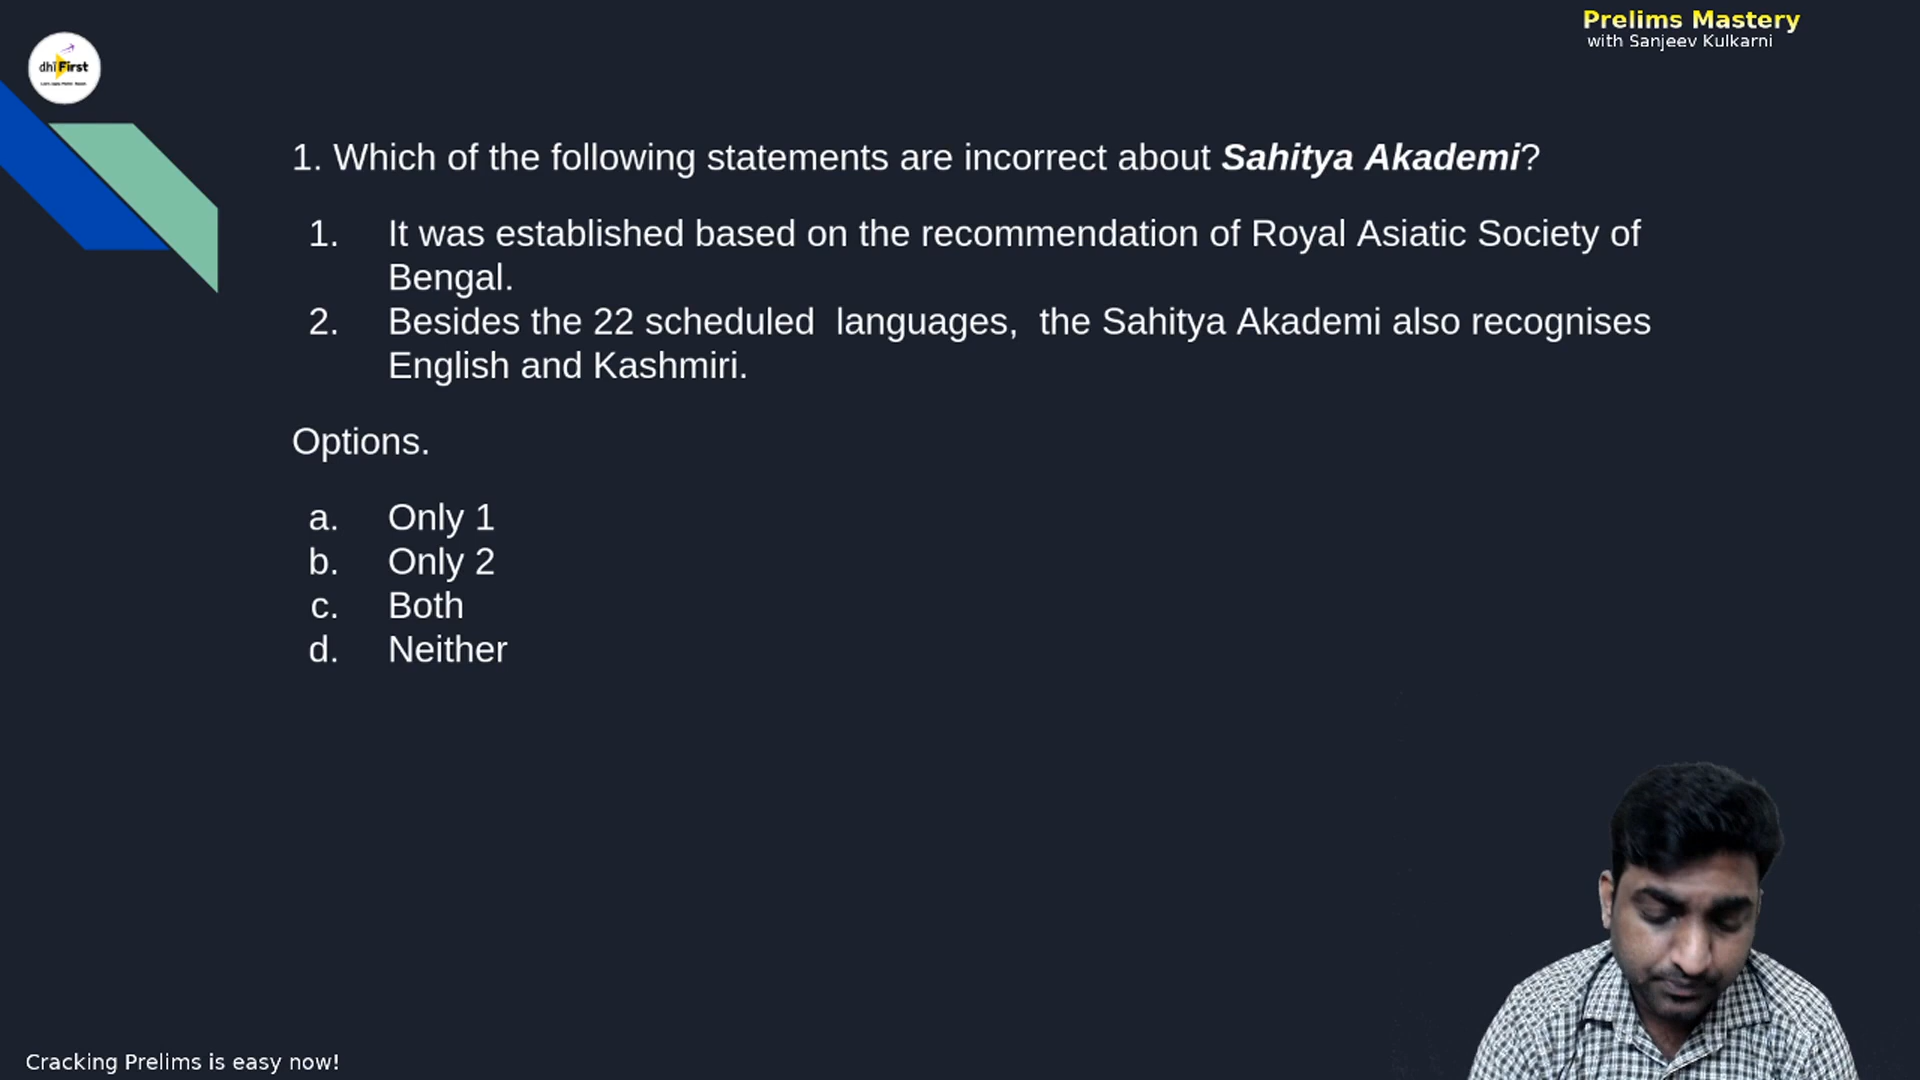 Prelims Mastery
with Sanjeev Kulkarni
dhiFirst
1. Which of the following statements are incorrect about Sahitya Akademi?
1. It was established based on the recommendation of Royal Asiatic Society of
Bengal.
2. Besides the 22 scheduled languages, the Sahitya Akademi also recognises
English and Kashmiri.
Options.
a. Only 1
b. Only 2
c. Both
d. Neither
Cracking Prelims is easy now!